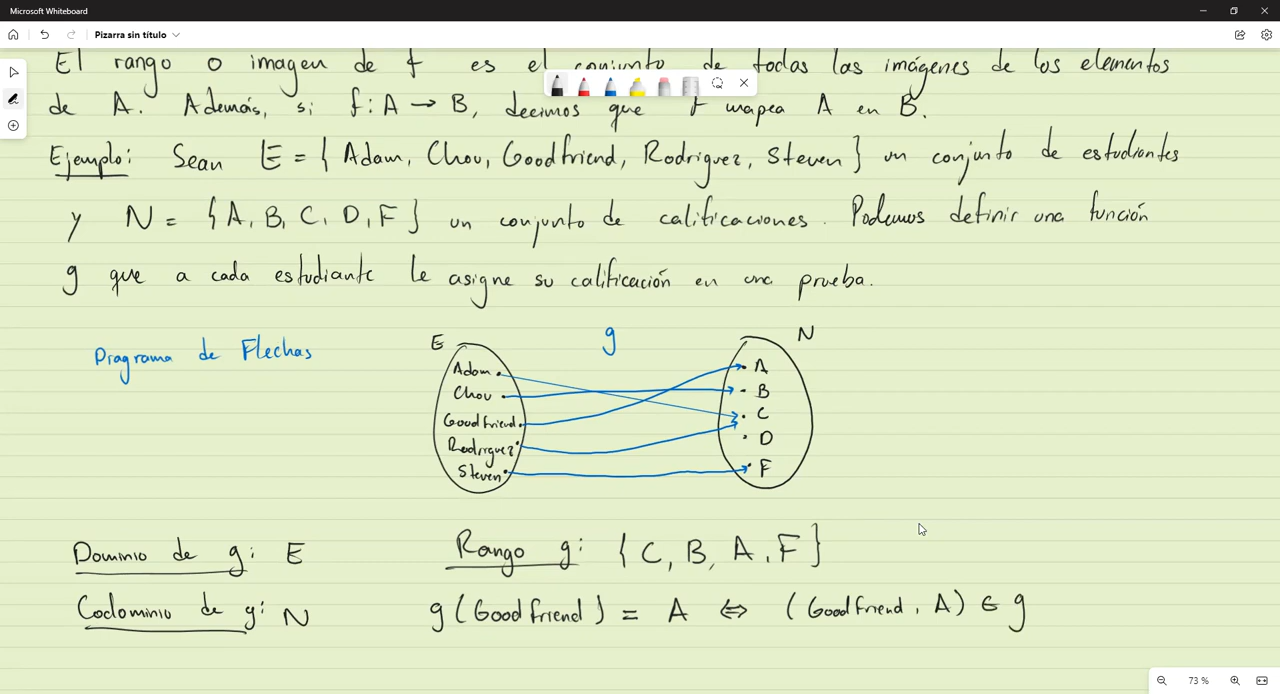 Microsoft Whiteboard
Pizarra sin título
El rango o imagen de f es el conjunto de todas las imágenes de los elementos
de A. Además, si f: A → B, decimos que f mapea A en B.
Ejemplo: Sean E = { Adam, Chou, Goodfriend, Rodriguez, Steven } un conjunto de estudiantes
y N = { A, B, C, D, F } un conjunto de calificaciones. Podemos definir una función
g que a cada estudiante le asigne su calificación en una prueba.
Diagrama de Flechas
E g N
Adam A
Chou B
Goodfriend C
Rodriguez D
Steven F
Dominio de g: E
Rango g: { C, B, A, F }
Codominio de g: N
g (Goodfriend) = A ⇔ (Goodfriend, A) ∈ g
73 %